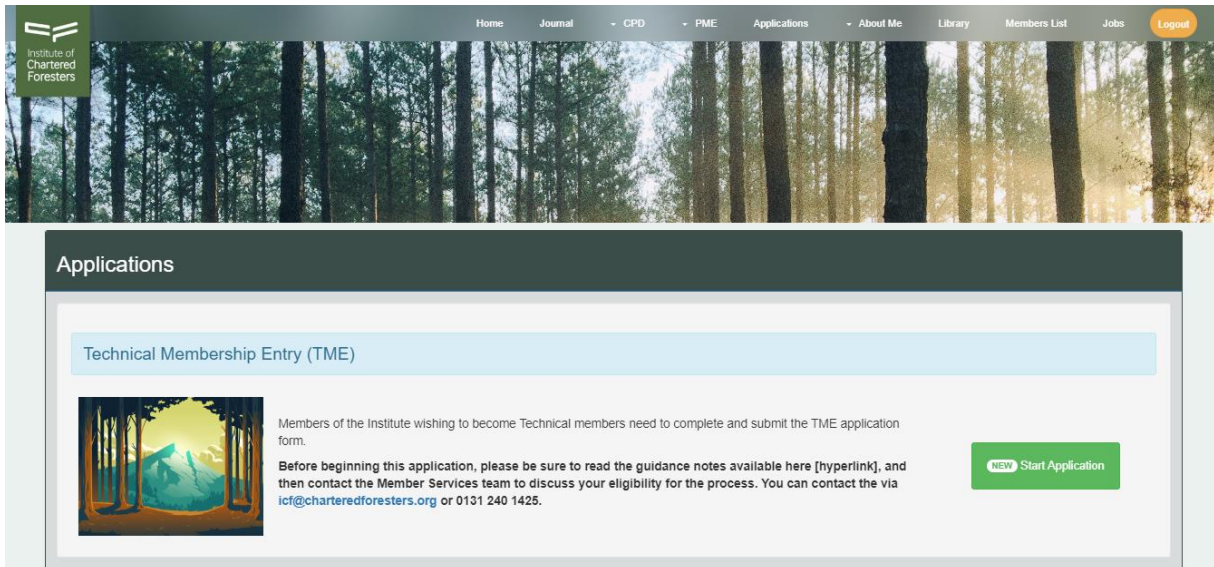 Institute of
Chartered
Foresters
Home Journal CPD PME Applications About Me Library Members List Jobs Logout
Applications
Technical Membership Entry (TME)
Members of the Institute wishing to become Technical members need to complete and submit the TME application
form.
Before beginning this application, please be sure to read the guidance notes available here [hyperlink], and
then contact the Member Services team to discuss your eligibility for the process. You can contact the via
icf@charteredforesters.org or 0131 240 1425.
NEW Start Application